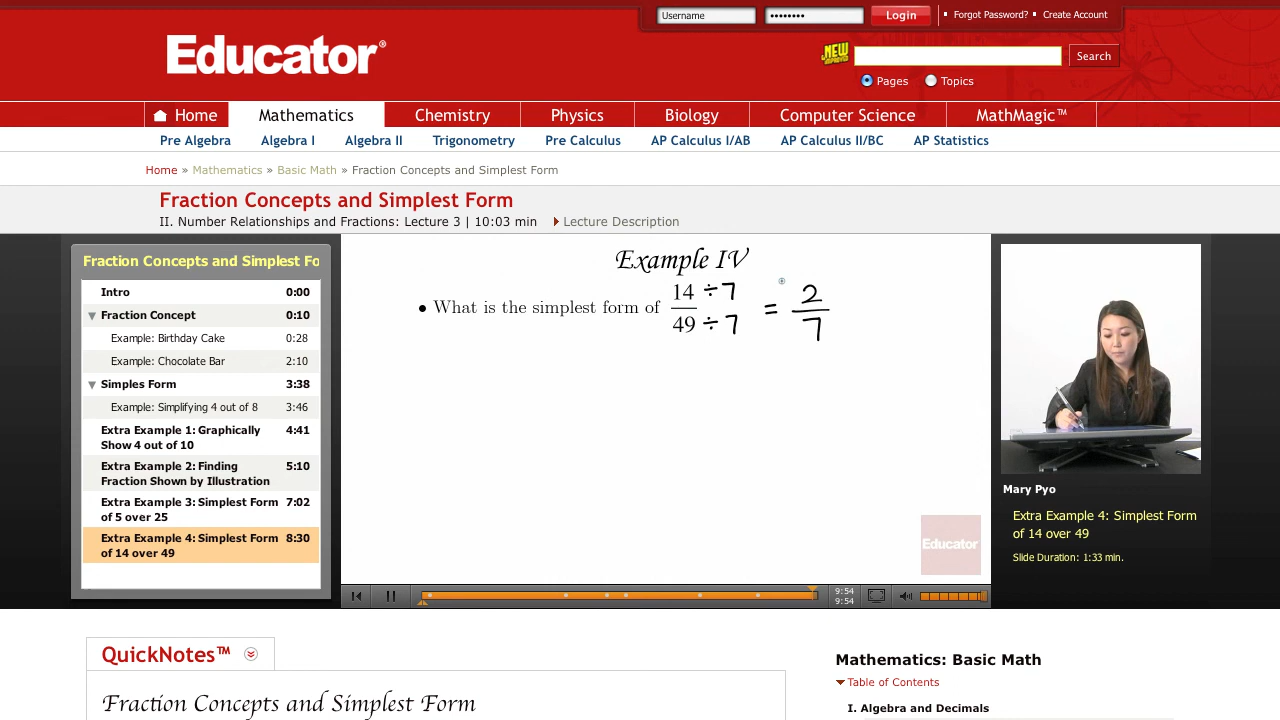 Username
••••••••
Login
Forgot Password?
Create Account
Educator®
NEW
Search
Pages
Topics
Home
Mathematics
Chemistry
Physics
Biology
Computer Science
MathMagic™
Pre Algebra
Algebra I
Algebra II
Trigonometry
Pre Calculus
AP Calculus I/AB
AP Calculus II/BC
AP Statistics
Home » Mathematics » Basic Math » Fraction Concepts and Simplest Form
Fraction Concepts and Simplest Form
II. Number Relationships and Fractions: Lecture 3 | 10:03 min
Lecture Description
Fraction Concepts and Simplest Fo
Intro 0:00
Fraction Concept 0:10
Example: Birthday Cake 0:28
Example: Chocolate Bar 2:10
Simples Form 3:38
Example: Simplifying 4 out of 8 3:46
Extra Example 1: Graphically 4:41
Show 4 out of 10
Extra Example 2: Finding 5:10
Fraction Shown by Illustration
Extra Example 3: Simplest Form 7:02
of 5 over 25
Extra Example 4: Simplest Form 8:30
of 14 over 49
Example IV
• What is the simplest form of
14 ÷ 7
49 ÷ 7
=
2
7
Educator
9:54
9:54
Mary Pyo
Extra Example 4: Simplest Form
of 14 over 49
Slide Duration: 1:33 min.
QuickNotes™
Fraction Concepts and Simplest Form
Mathematics: Basic Math
Table of Contents
I. Algebra and Decimals